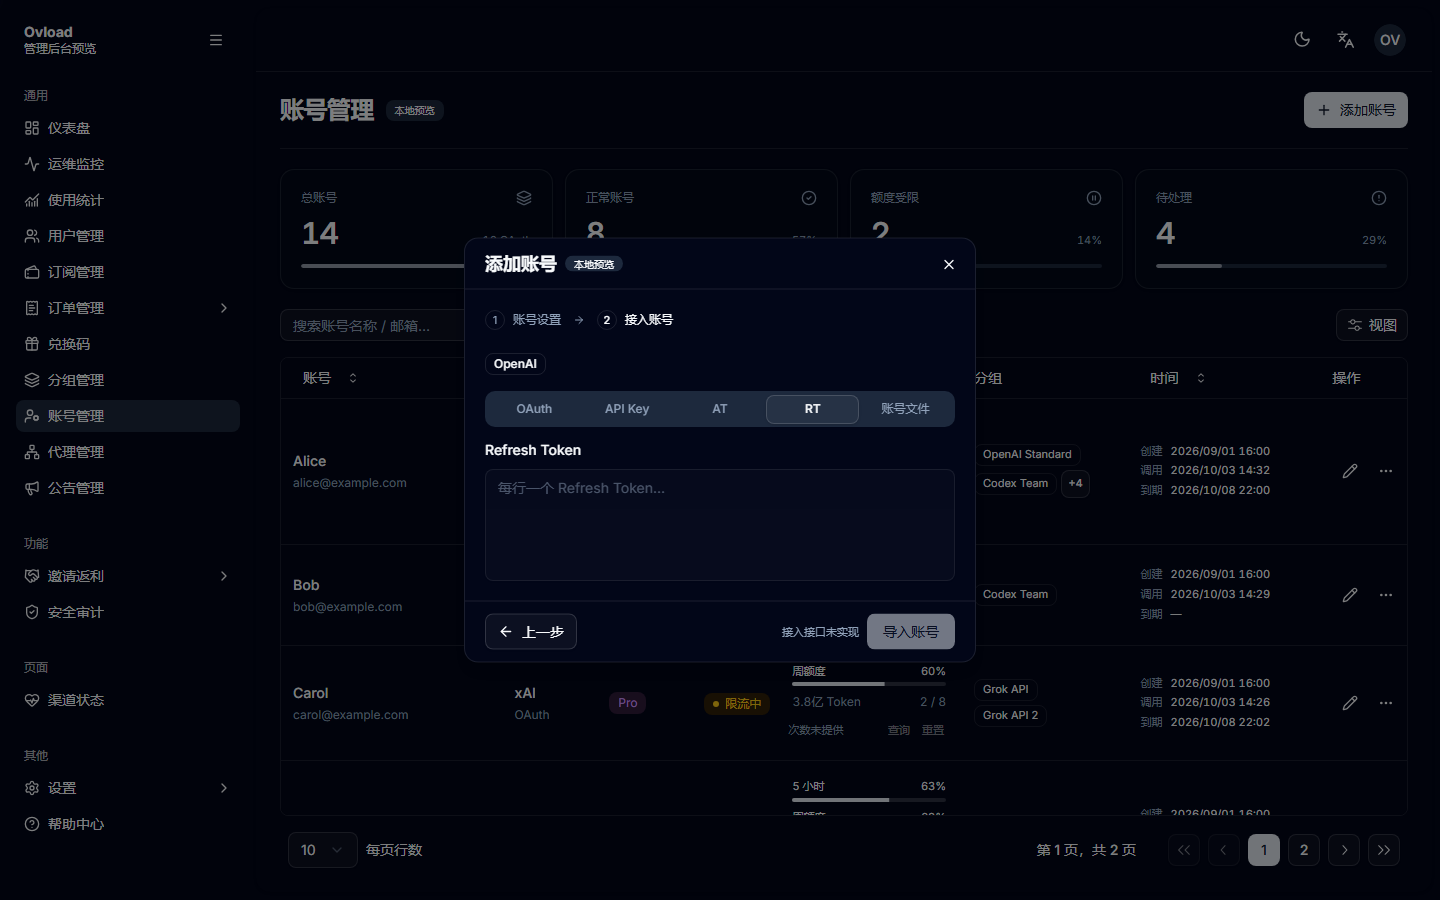 Ovload
管理后台预览
通用
仪表盘
运维监控
使用统计
用户管理
订阅管理
订单管理
兑换码
分组管理
账号管理
代理管理
公告管理
功能
邀请返利
安全审计
页面
渠道状态
其他
设置
帮助中心
OV
账号管理 本地预览
添加账号
总账号
14
正常账号
8
额度受限
2
14%
待处理
4
29%
搜索账号名称 / 邮箱...
视图
账号 分组 时间 操作
Alice
alice@example.com
OpenAI Standard
Codex Team +4
创建 2026/09/01 16:00
调用 2026/10/03 14:32
到期 2026/10/08 22:00
Bob
bob@example.com
Codex Team
创建 2026/09/01 16:00
调用 2026/10/03 14:29
到期 —
Carol
carol@example.com
xAI
OAuth
Pro
限流中
周额度 60%
3.8亿 Token 2 / 8
次数未提供 查询 重置
Grok API
Grok API 2
创建 2026/09/01 16:00
调用 2026/10/03 14:26
到期 2026/10/08 22:02
5 小时 63%
创建 2026/09/01 16:00
10 每页行数
第 1 页，共 2 页
1 2
添加账号 本地预览
1 账号设置 → 2 接入账号
OpenAI
OAuth API Key AT RT 账号文件
Refresh Token
每行一个 Refresh Token...
上一步
接入接口未实现
导入账号